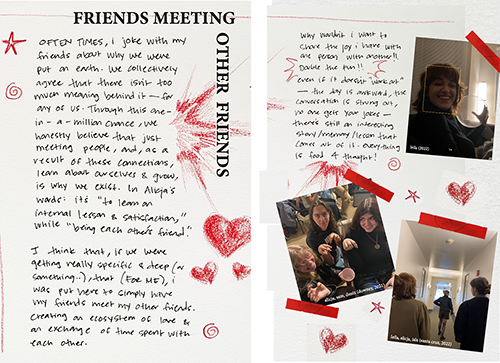 FRIENDS MEETING
OTHER FRIENDS
OFTEN TIMES, i joke with my
friends about why we were
put on earth. We collectively
agree that there isn't too
much meaning behind it — for
any of us. Through this one-
in-a-million chance, we
honestly believe that just
meeting people, and, as a
result of these connections,
learn about ourselves & grow,
is why we exist. In Alicja's
words: it's "to learn an
internal lesson & satisfaction,"
while "being each other's friend."
I think that, if we were
getting really specific & deep (or
something..), that (FOR ME), i
was put here to simply have
my friends meet my other friends.
Creating an ecosystem of love &
an exchange of time spent with
each other.
Why wouldn't i want to
share the joy i have with
one person with another!!
Double the fun!!
even if it doesn't work out
— the day is awkward, the
conversation is strung out,
no one gets your jokes —
there's still an interesting
story/memory/lesson that
comes out of it. everything
is food 4 thought!
leila (2022)
(downey, 2021)
leila, alicja, isla (santa cruz, 2022)